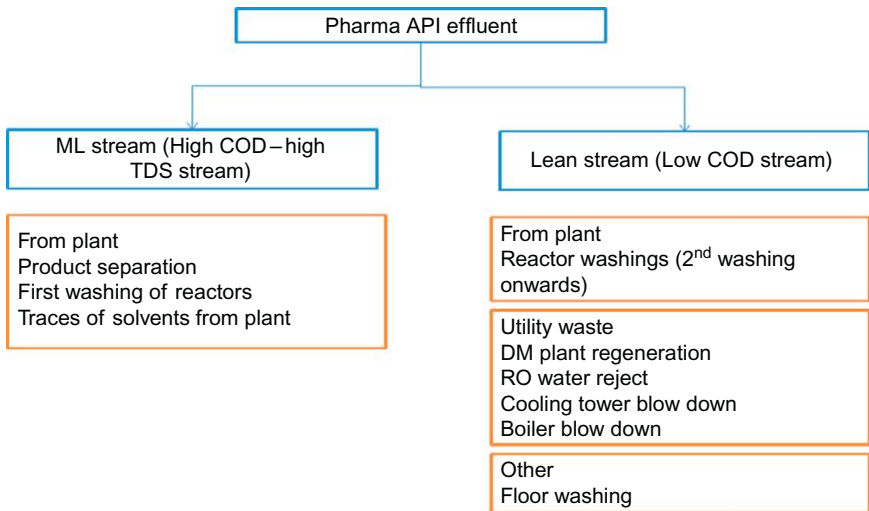 Pharma API effluent
ML stream (High COD–high
TDS stream)
Lean stream (Low COD stream)
From plant
Product separation
First washing of reactors
Traces of solvents from plant
From plant
Reactor washings (2nd washing
onwards)
Utility waste
DM plant regeneration
RO water reject
Cooling tower blow down
Boiler blow down
Other
Floor washing